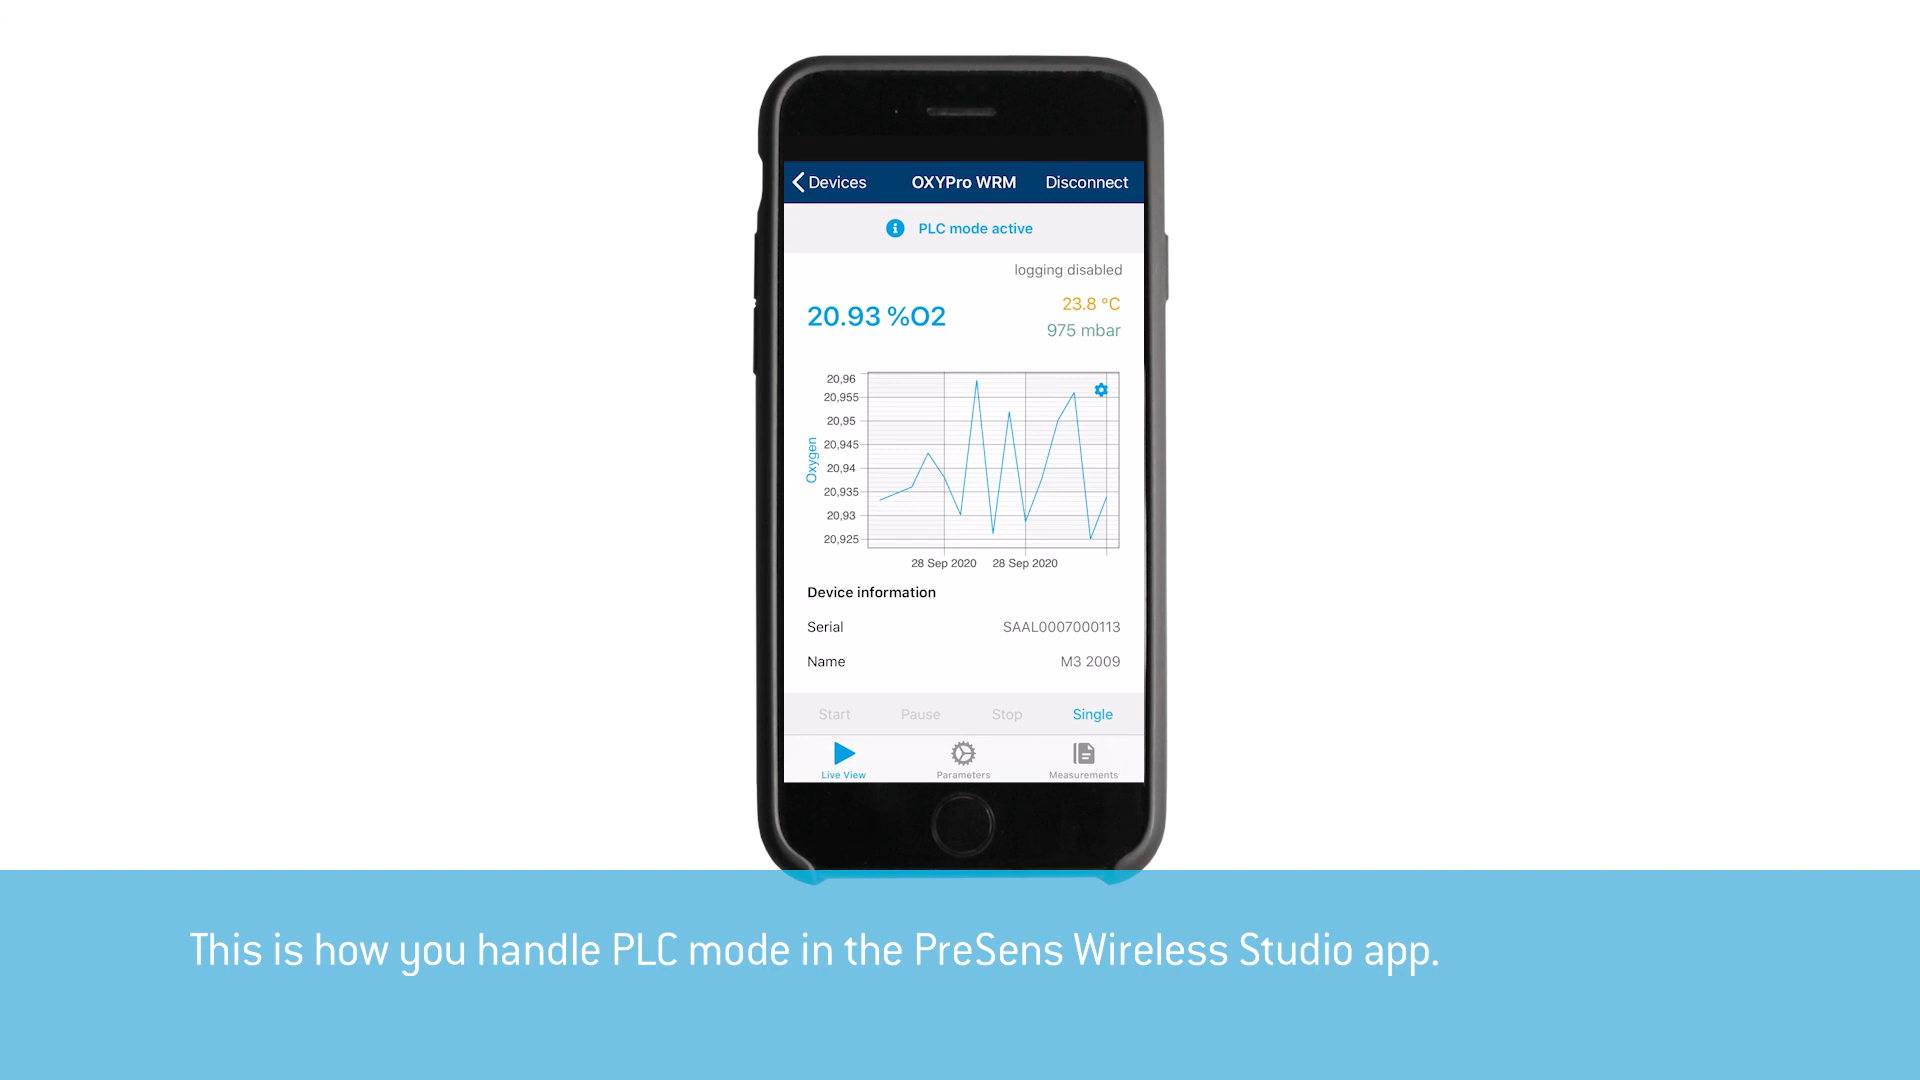 Devices OXYPro WRM Disconnect
PLC mode active
logging disabled
20.93 %O2
23.8 °C
975 mbar
20,96
20,955
20,95
20,945
20,94
20,935
20,93
20,925
Oxygen
28 Sep 2020 28 Sep 2020
Device information
Serial SAAL0007000113
Name M3 2009
Start Pause Stop Single
Live View Parameters Measurements
This is how you handle PLC mode in the PreSens Wireless Studio app.